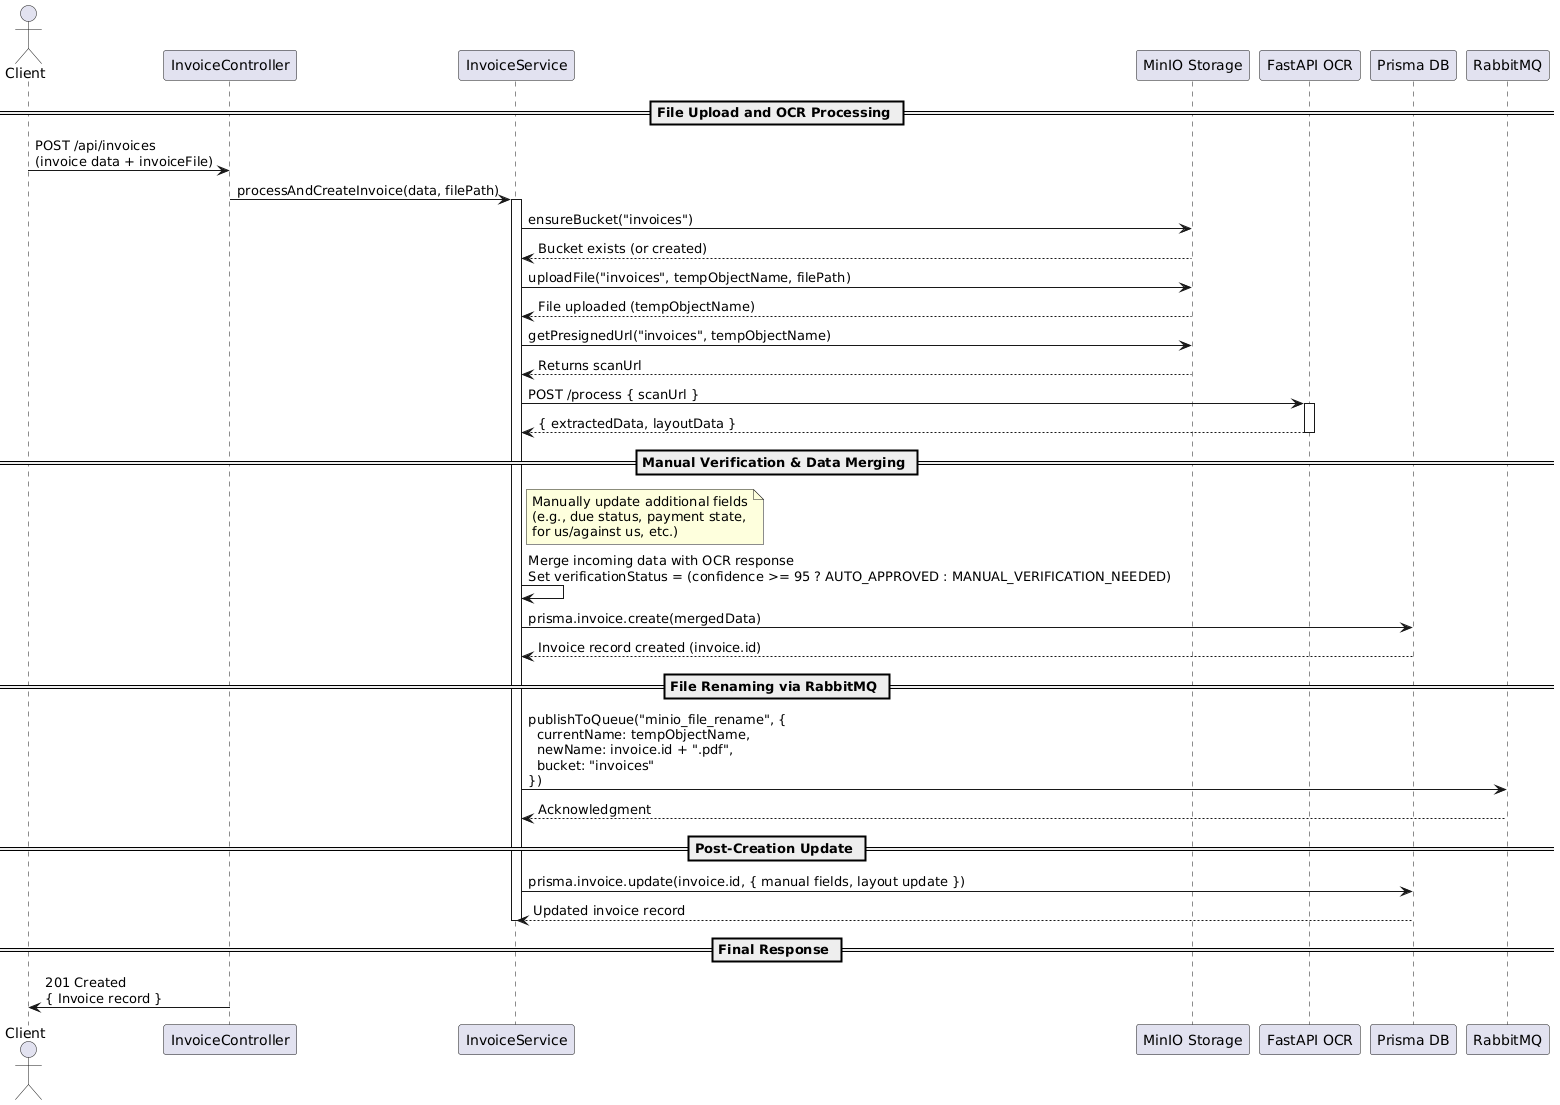 Client
InvoiceController
InvoiceService
MinIO Storage
FastAPI OCR
Prisma DB
RabbitMQ
File Upload and OCR Processing
POST /api/invoices
(invoice data + invoiceFile)
processAndCreateInvoice(data, filePath)
ensureBucket("invoices")
Bucket exists (or created)
uploadFile("invoices", tempObjectName, filePath)
File uploaded (tempObjectName)
getPresignedUrl("invoices", tempObjectName)
Returns scanUrl
POST /process { scanUrl }
{ extractedData, layoutData }
Manual Verification & Data Merging
Manually update additional fields
(e.g., due status, payment state,
for us/against us, etc.)
Merge incoming data with OCR response
Set verificationStatus = (confidence >= 95 ? AUTO_APPROVED : MANUAL_VERIFICATION_NEEDED)
prisma.invoice.create(mergedData)
Invoice record created (invoice.id)
File Renaming via RabbitMQ
publishToQueue("minio_file_rename", {
currentName: tempObjectName,
newName: invoice.id + ".pdf",
bucket: "invoices"
})
Acknowledgment
Post-Creation Update
prisma.invoice.update(invoice.id, { manual fields, layout update })
Updated invoice record
Final Response
201 Created
{ Invoice record }
Client
InvoiceController
InvoiceService
MinIO Storage
FastAPI OCR
Prisma DB
RabbitMQ